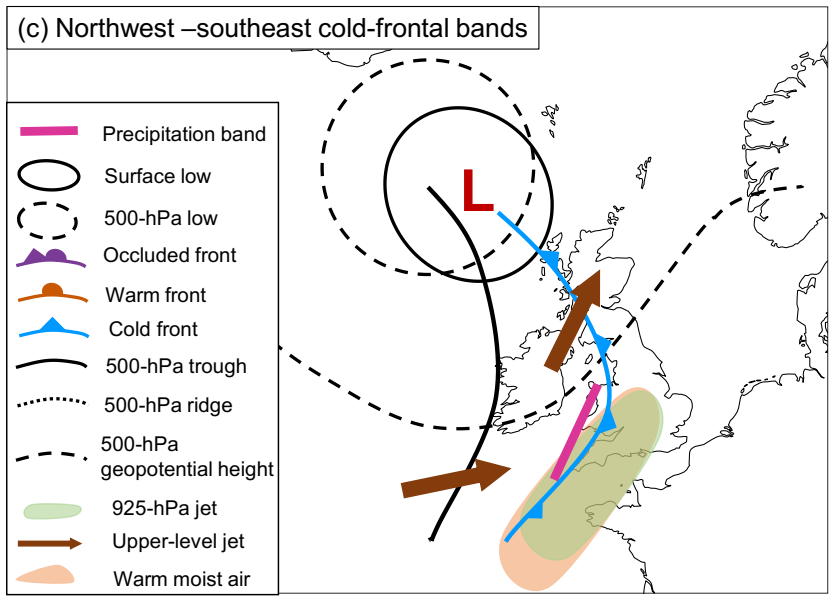 (c) Northwest –southeast cold-frontal bands
Precipitation band
Surface low
500-hPa low
Occluded front
Warm front
Cold front
500-hPa trough
500-hPa ridge
500-hPa
geopotential height
925-hPa jet
Upper-level jet
Warm moist air
L